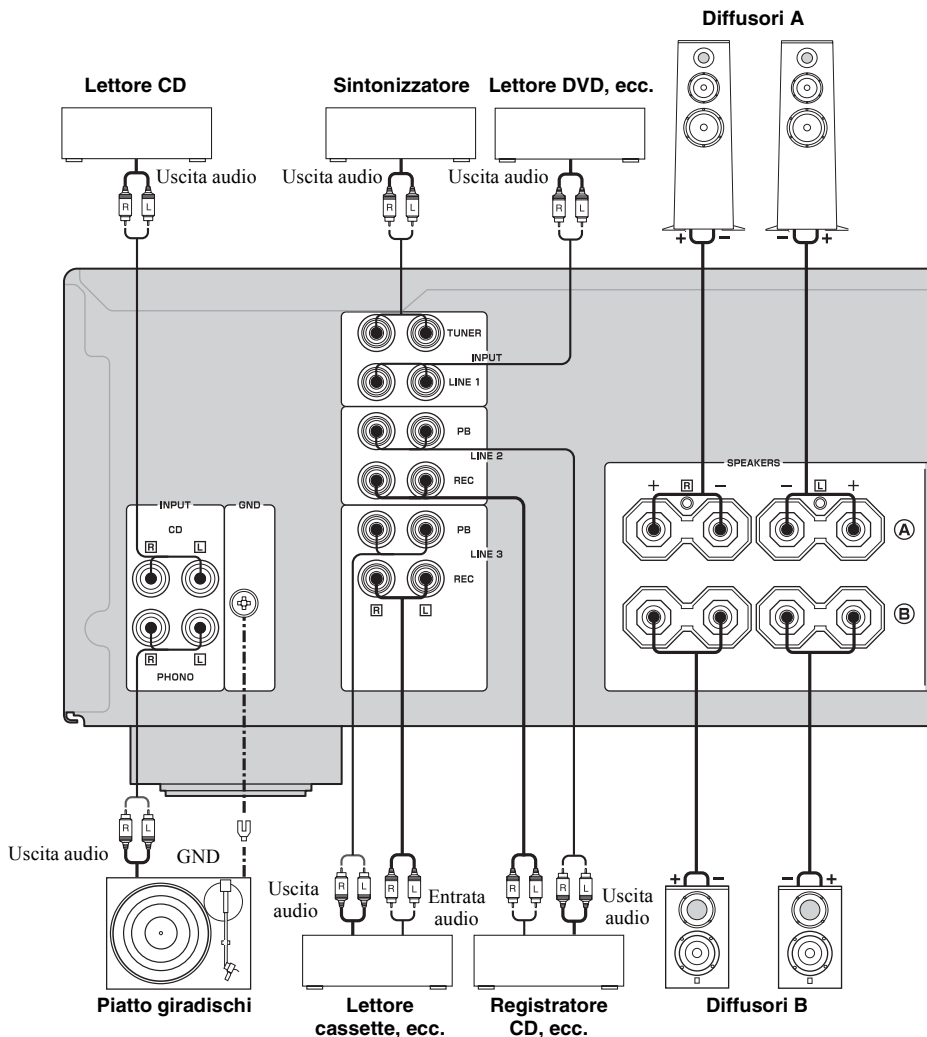 Diffusori A
Lettore CD
Sintonizzatore
Lettore DVD, ecc.
Uscita audio
Uscita audio
Uscita audio
R L
R L
R L
+ − − +
TUNER
INPUT
LINE 1
PB
LINE 2
REC
PB
LINE 3
REC
R L
SPEAKERS
+ R − − L +
A
B
INPUT
GND
CD
R L
R L
PHONO
Uscita audio
R L
GND
Uscita audio
R L
R L
Entrata audio
R L
R L
Uscita audio
+ − − +
Piatto giradischi
Lettore cassette, ecc.
Registratore CD, ecc.
Diffusori B